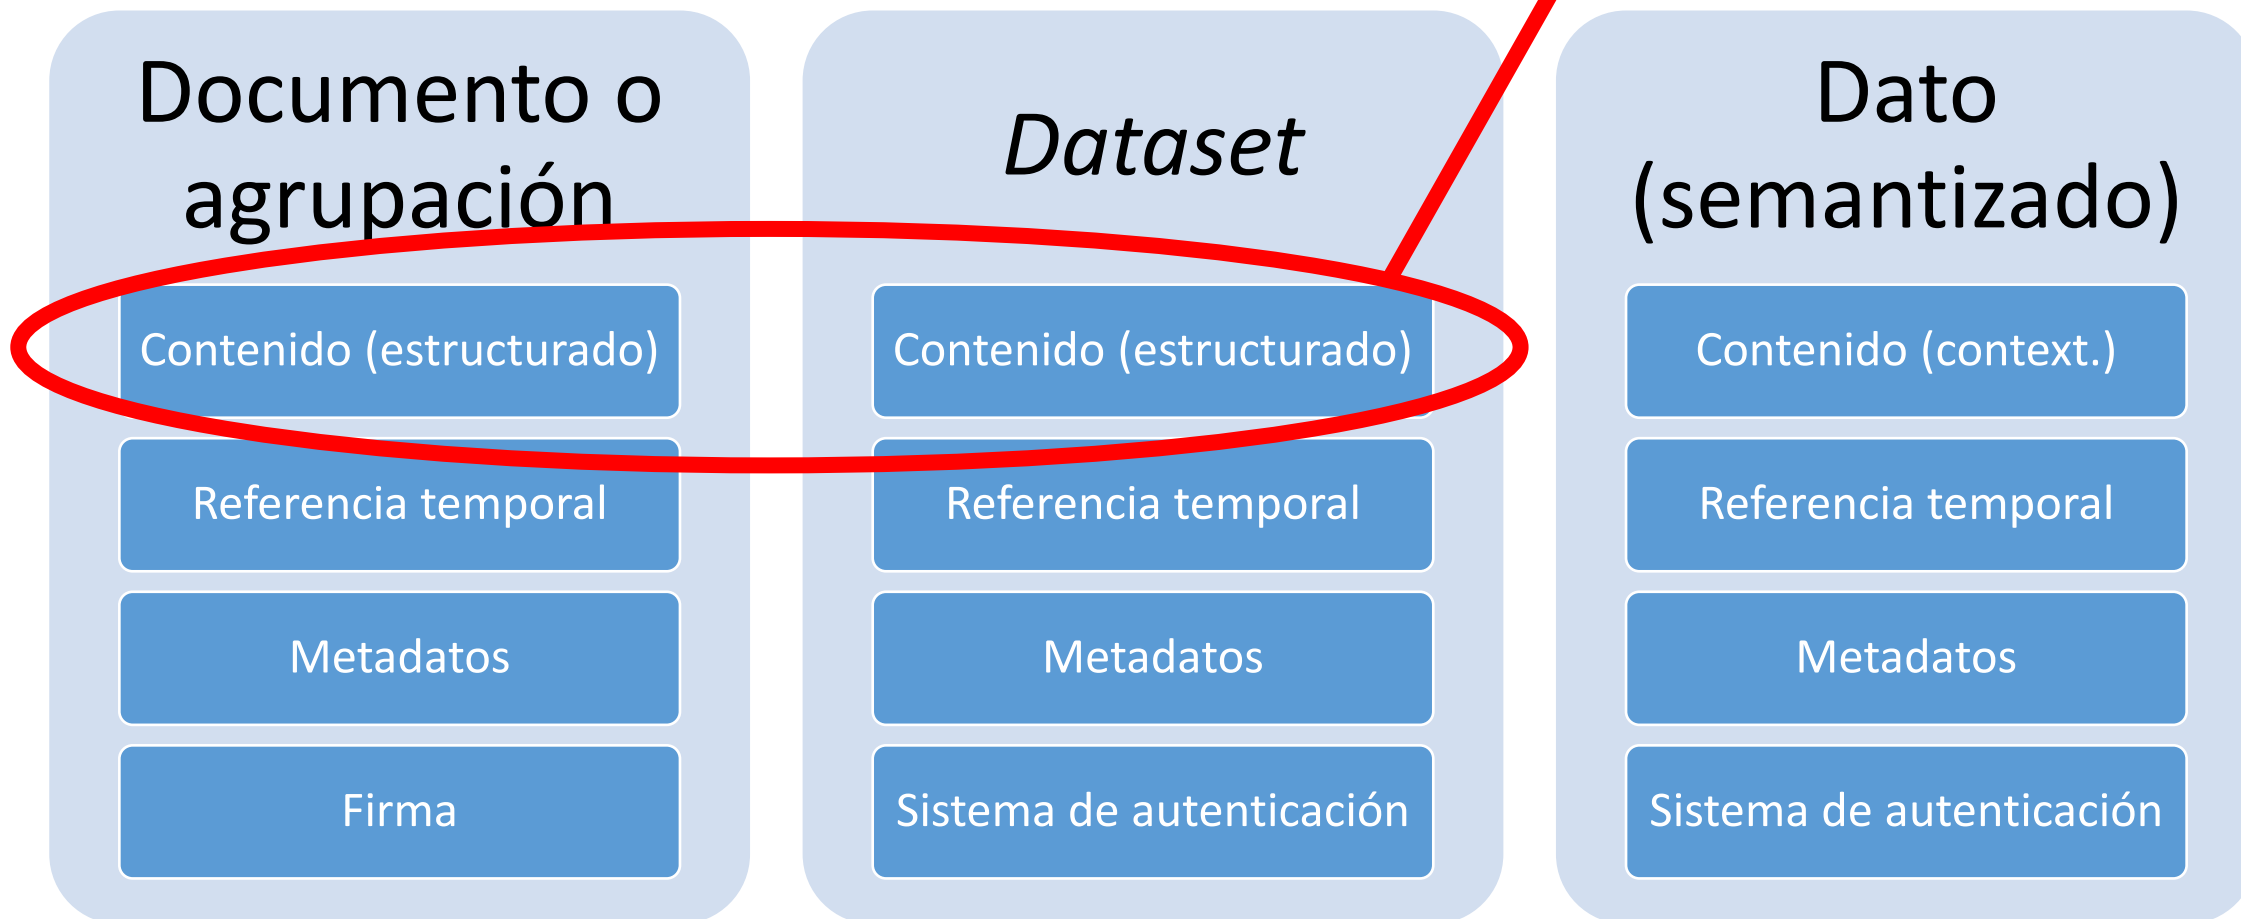 Documento o
agrupación
Contenido (estructurado)
Referencia temporal
Metadatos
Firma
Dataset
Contenido (estructurado)
Referencia temporal
Metadatos
Sistema de autenticación
Dato
(semantizado)
Contenido (context.)
Referencia temporal
Metadatos
Sistema de autenticación